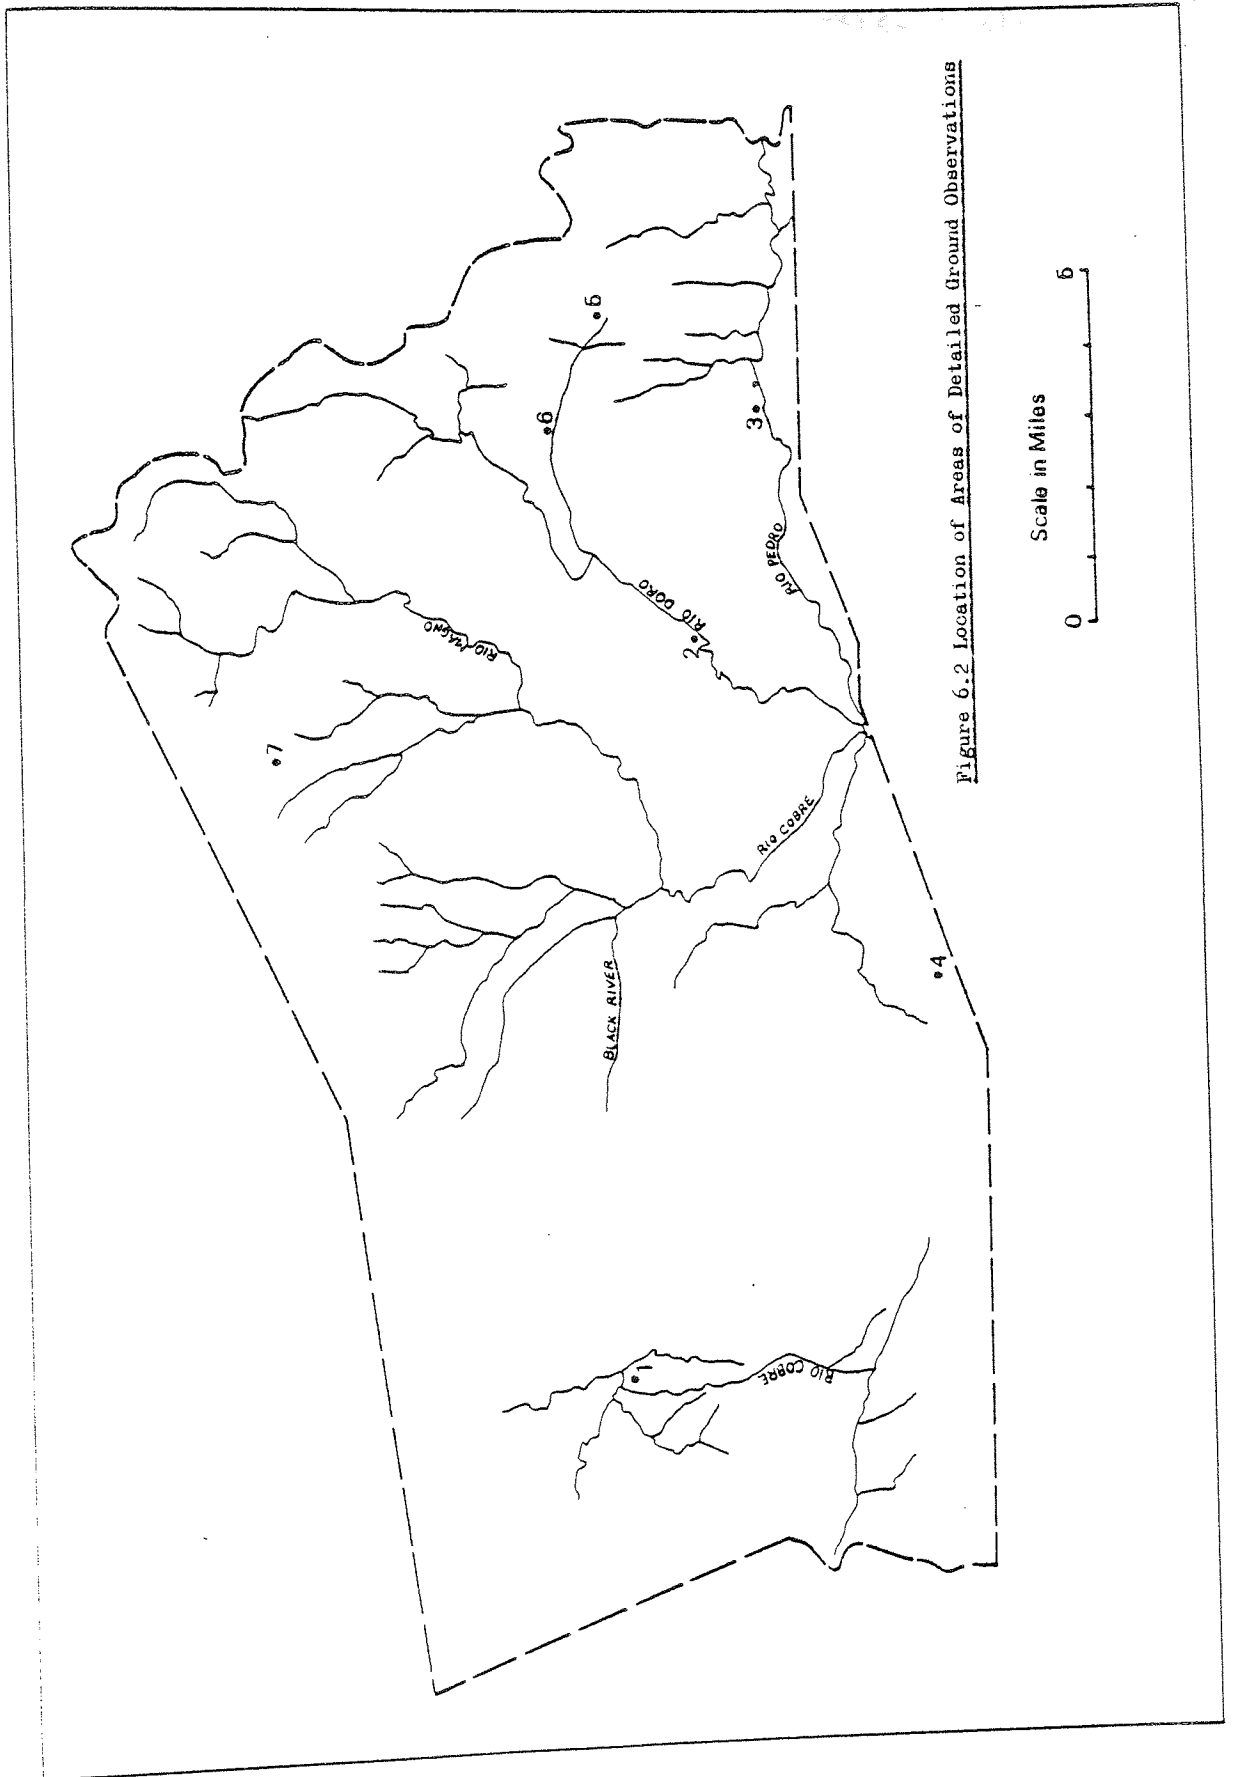 7
5
6
3
2
4
1
RIO MAGNO
RIO DORO
RIO PEDRO
RIO COBRE
BLACK RIVER
RIO COBRE
Figure 6.2 Location of Areas of Detailed Ground Observations
Scale in Miles
0 5